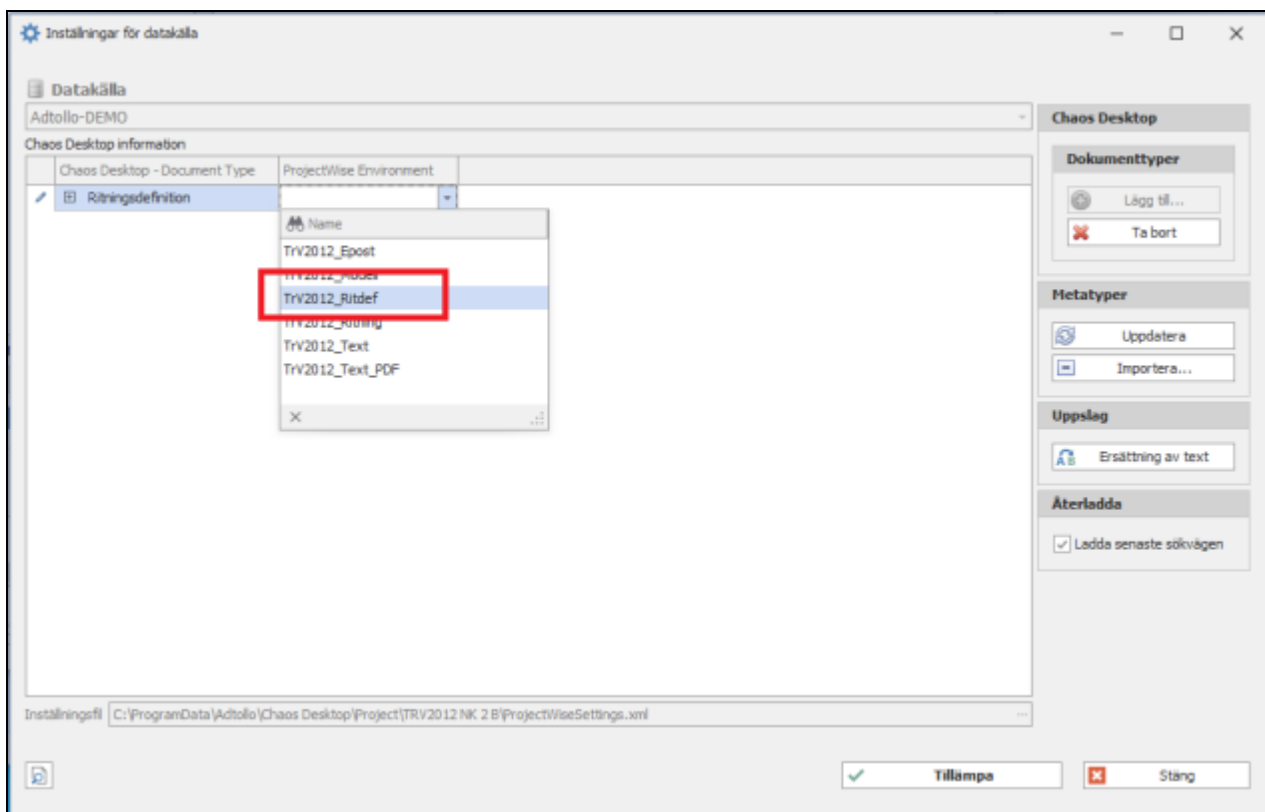 Inställningar för datakälla
Datakälla
Adtollo-DEMO
Chaos Desktop information
Chaos Desktop - Document Type ProjectWise Environment
Ritningsdefinition
Name
TrV2012_Epost
TrV2012_Modell
TrV2012_Ritdef
TrV2012_Ritning
TrV2012_Text
TrV2012_Text_PDF
Chaos Desktop
Dokumenttyper
Lägg till...
Ta bort
Metatyper
Uppdatera
Importera...
Uppslag
Ersättning av text
Återladda
Ladda senaste sökvägen
Inställningsfil C:\ProgramData\Adtollo\Chaos Desktop\Project\TRV2012 NK 2 B\ProjectWiseSettings.xml
Tillämpa
Stäng